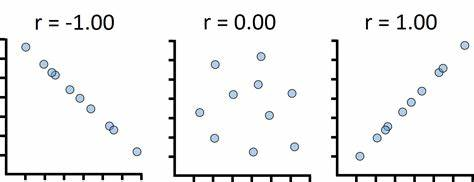 r = -1.00
r = 0.00
r = 1.00